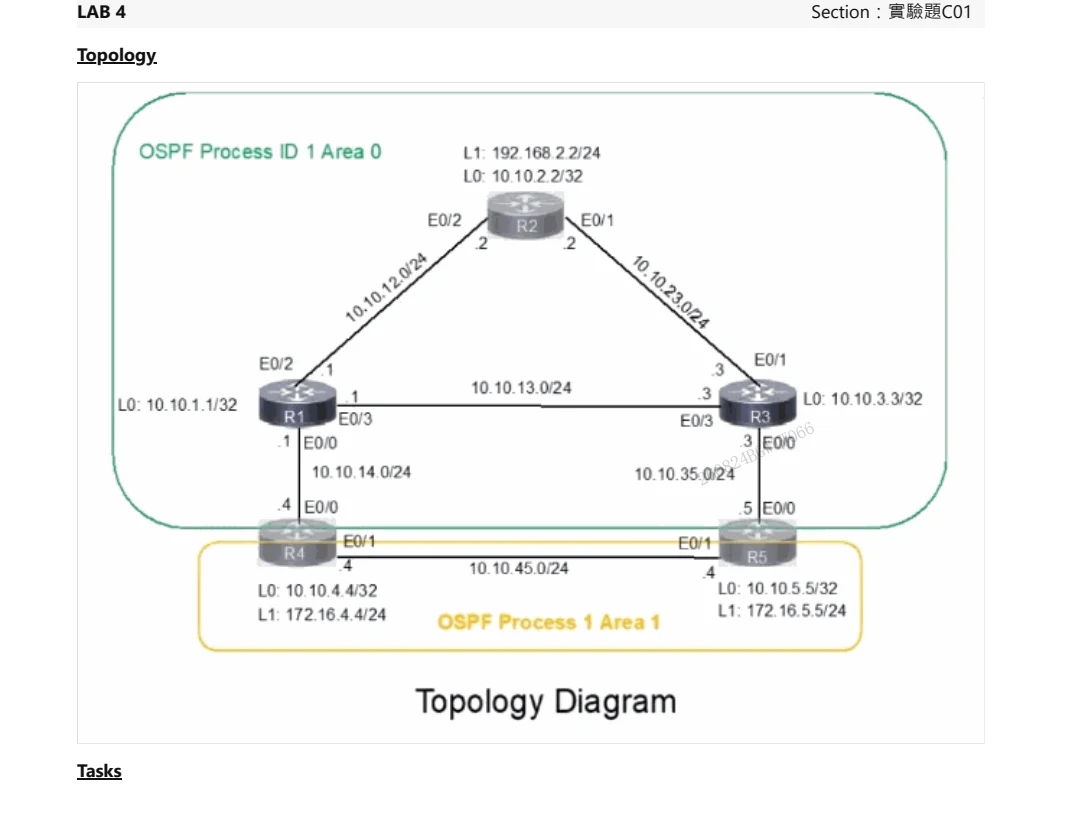 LAB 4
Section：實驗題C01
Topology
OSPF Process ID 1 Area 0
L1: 192.168.2.2/24
L0: 10.10.2.2/32
E0/2
R2
E0/1
.2
.2
10.10.12.0/24
10.10.23.0/24
E0/2
.1
.3
E0/1
L0: 10.10.1.1/32
R1
.1
E0/3
10.10.13.0/24
.3
E0/3
R3
L0: 10.10.3.3/32
.1
E0/0
.3
E0/0
10.10.14.0/24
10.10.35.0/24
.4
E0/0
.5
E0/0
R4
E0/1
.4
10.10.45.0/24
E0/1
.4
R5
L0: 10.10.4.4/32
L1: 172.16.4.4/24
L0: 10.10.5.5/32
L1: 172.16.5.5/24
OSPF Process 1 Area 1
Topology Diagram
Tasks